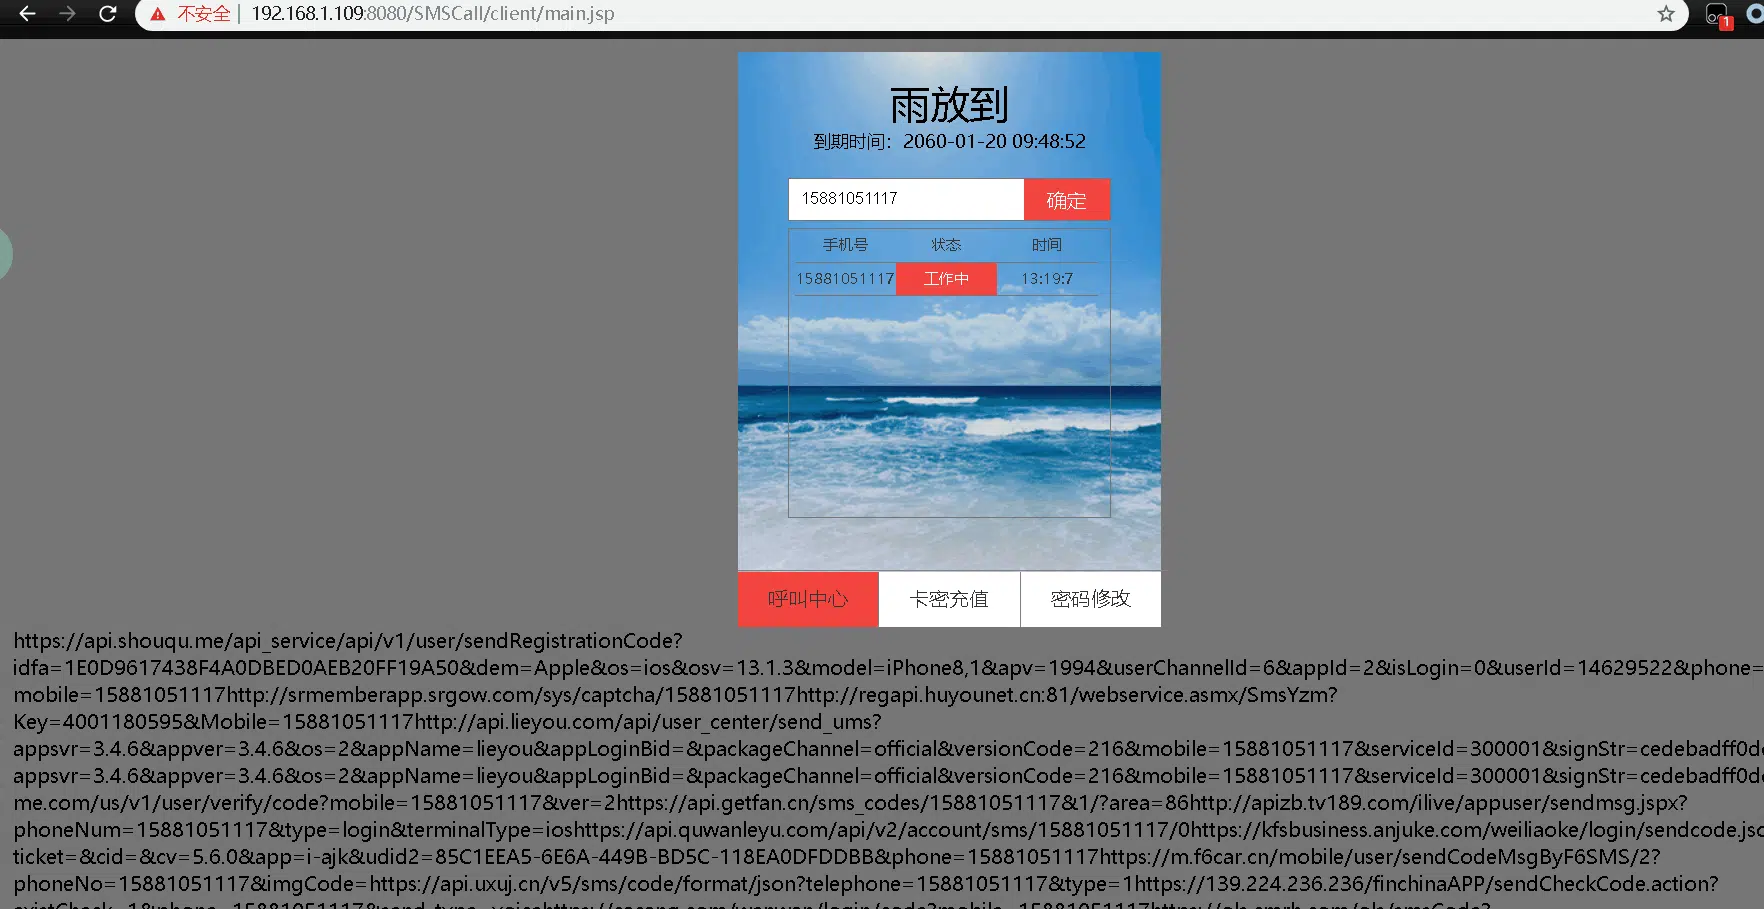 不安全 | 192.168.1.109:8080/SMSCall/client/main.jsp
1
雨放到
到期时间：2060-01-20 09:48:52
15881051117 确定
手机号 状态 时间
15881051117 工作中 13:19:7
呼叫中心 卡密充值 密码修改
https://api.shouqu.me/api_service/api/v1/user/sendRegistrationCode?
idfa=1E0D9617438F4A0DBED0AEB20FF19A50&dem=Apple&os=ios&osv=13.1.3&model=iPhone8,1&apv=1994&userChannelId=6&appId=2&isLogin=0&userId=14629522&phone=
mobile=15881051117http://srmemberapp.srgow.com/sys/captcha/15881051117http://regapi.huyounet.cn:81/webservice.asmx/SmsYzm?
Key=4001180595&Mobile=15881051117http://api.lieyou.com/api/user_center/send_ums?
appsvr=3.4.6&appver=3.4.6&os=2&appName=lieyou&appLoginBid=&packageChannel=official&versionCode=216&mobile=15881051117&serviceId=300001&signStr=cedebadff0d
appsvr=3.4.6&appver=3.4.6&os=2&appName=lieyou&appLoginBid=&packageChannel=official&versionCode=216&mobile=15881051117&serviceId=300001&signStr=cedebadff0d
me.com/us/v1/user/verify/code?mobile=15881051117&ver=2https://api.getfan.cn/sms_codes/15881051117&1/?area=86http://apizb.tv189.com/ilive/appuser/sendmsg.jspx?
phoneNum=15881051117&type=login&terminalType=ioshttps://api.quwanleyu.com/api/v2/account/sms/15881051117/0https://kfsbusiness.anjuke.com/weiliaoke/login/sendcode.jso
ticket=&cid=&cv=5.6.0&app=i-ajk&udid2=85C1EEA5-6E6A-449B-BD5C-118EA0DFDDBB&phone=15881051117https://m.f6car.cn/mobile/user/sendCodeMsgByF6SMS/2?
phoneNo=15881051117&imgCode=https://api.uxuj.cn/v5/sms/code/format/json?telephone=15881051117&type=1https://139.224.236.236/finchinaAPP/sendCheckCode.action?